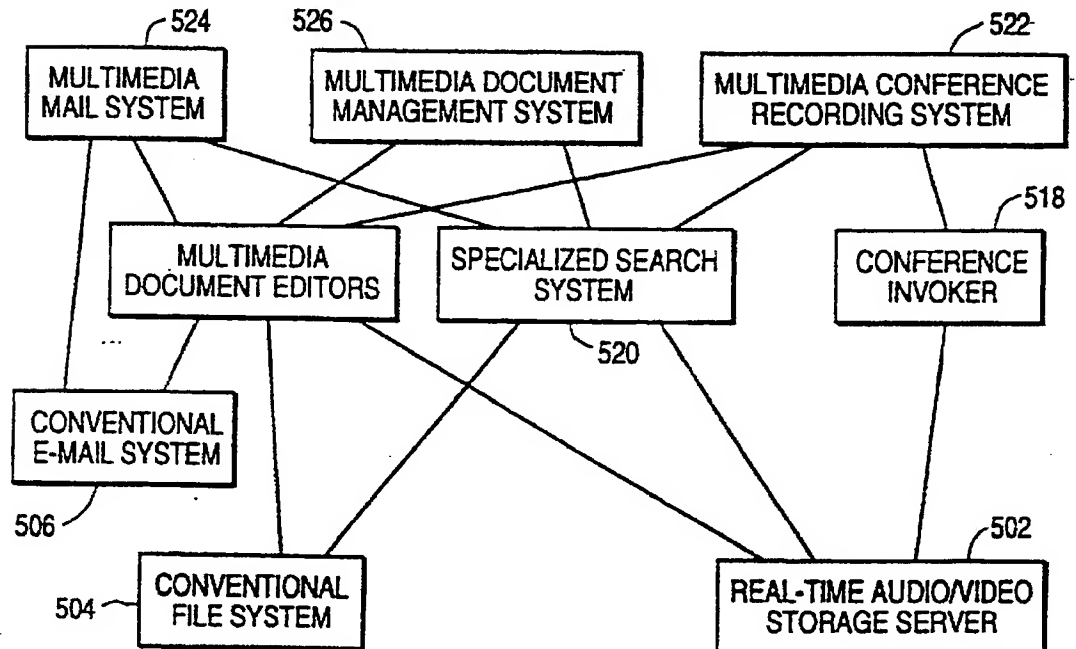 524
526
522
MULTIMEDIA
MAIL SYSTEM
MULTIMEDIA DOCUMENT
MANAGEMENT SYSTEM
MULTIMEDIA CONFERENCE
RECORDING SYSTEM
518
MULTIMEDIA
DOCUMENT EDITORS
SPECIALIZED SEARCH
SYSTEM
CONFERENCE
INVOKER
520
CONVENTIONAL
E-MAIL SYSTEM
506
502
504
CONVENTIONAL
FILE SYSTEM
REAL-TIME AUDIO/VIDEO
STORAGE SERVER